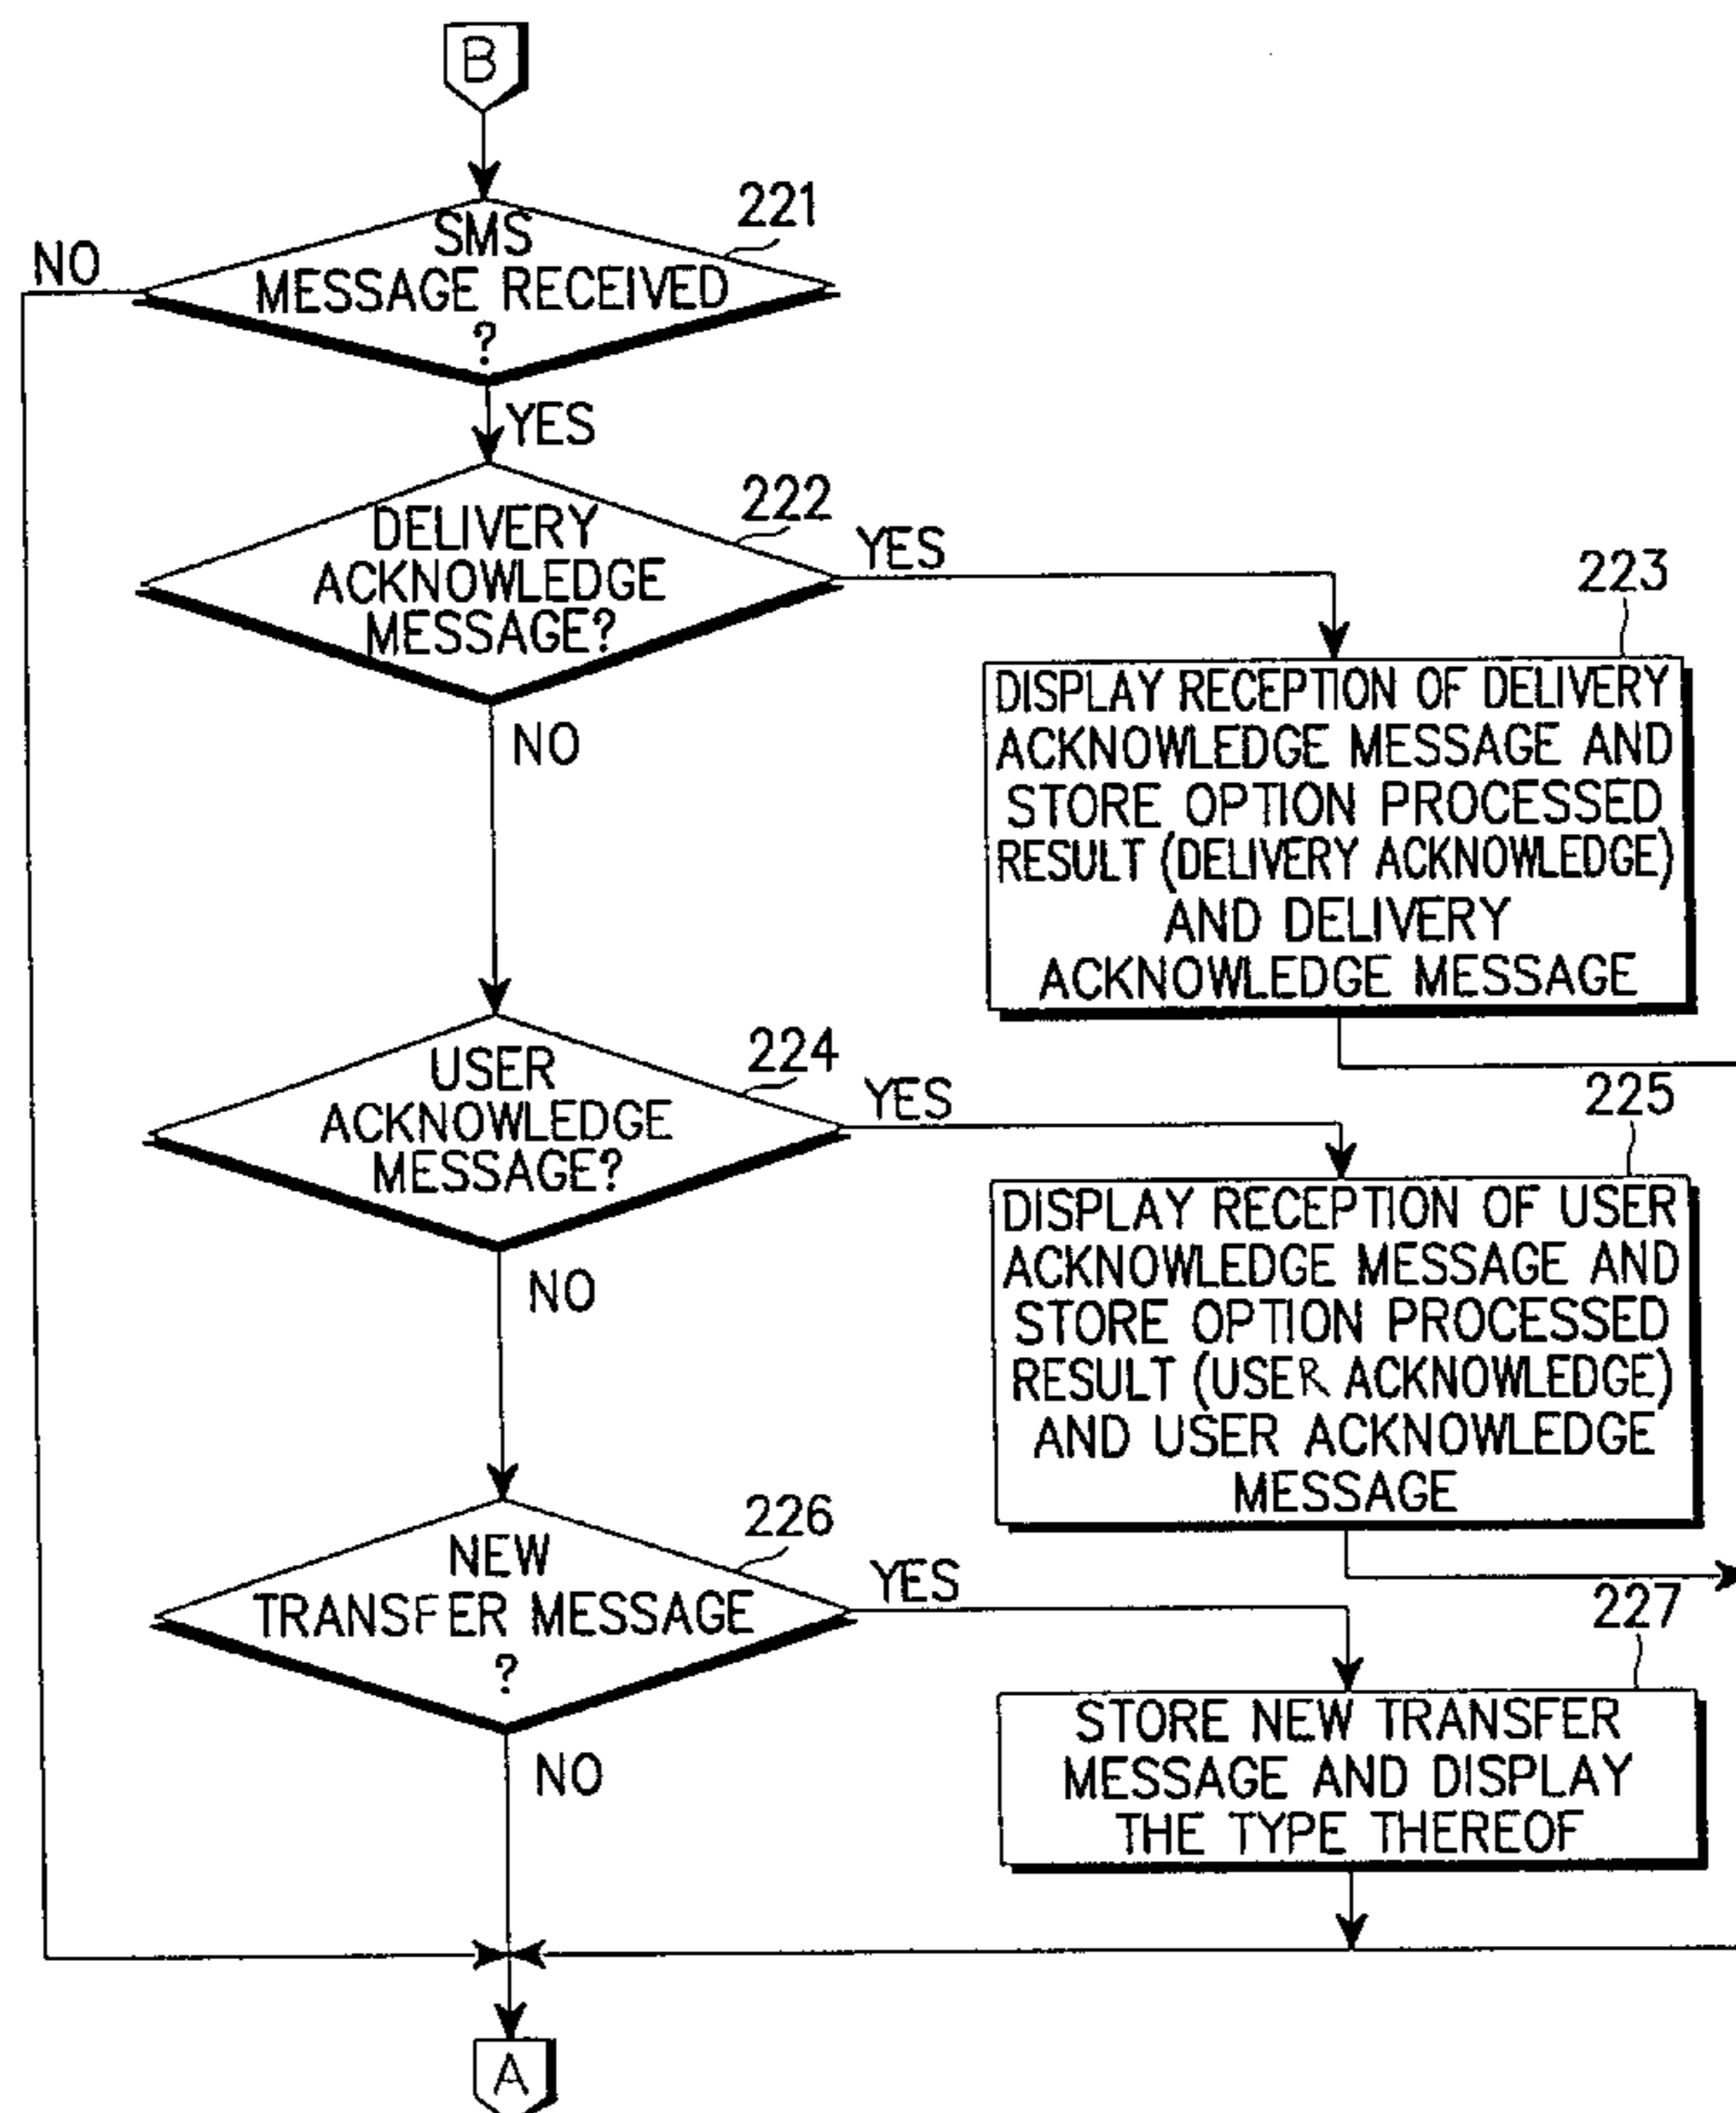 B
221
SMS
MESSAGE RECEIVED
?
NO
YES
222
DELIVERY
ACKNOWLEDGE
MESSAGE?
YES
NO
223
DISPLAY RECEPTION OF DELIVERY
ACKNOWLEDGE MESSAGE AND
STORE OPTION PROCESSED
RESULT (DELIVERY ACKNOWLEDGE)
AND DELIVERY
ACKNOWLEDGE MESSAGE
224
USER
ACKNOWLEDGE
MESSAGE?
YES
NO
225
DISPLAY RECEPTION OF USER
ACKNOWLEDGE MESSAGE AND
STORE OPTION PROCESSED
RESULT (USER ACKNOWLEDGE)
AND USER ACKNOWLEDGE
MESSAGE
226
NEW
TRANSFER MESSAGE
?
YES
NO
227
STORE NEW TRANSFER
MESSAGE AND DISPLAY
THE TYPE THEREOF
A